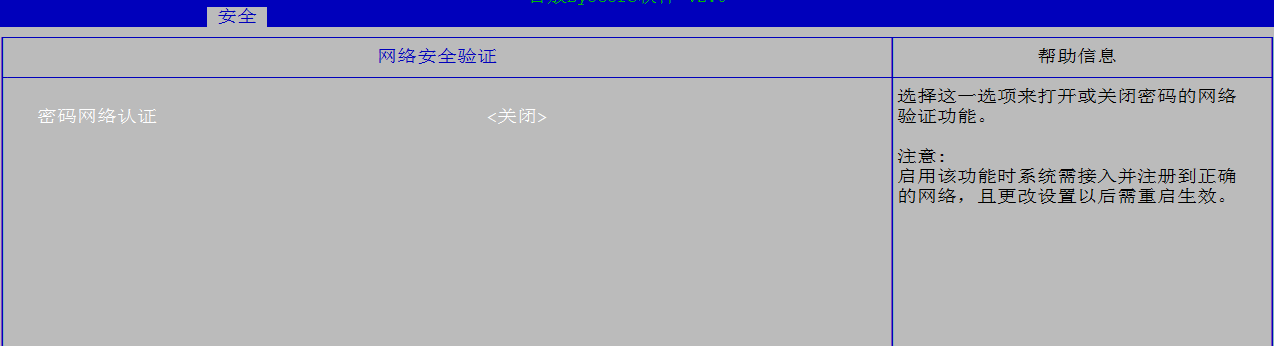 安全
网络安全验证
帮助信息
密码网络认证
<关闭>
选择这一选项来打开或关闭密码的网络
验证功能。
注意:
启用该功能时系统需接入并注册到正确
的网络，且更改设置以后需重启生效。